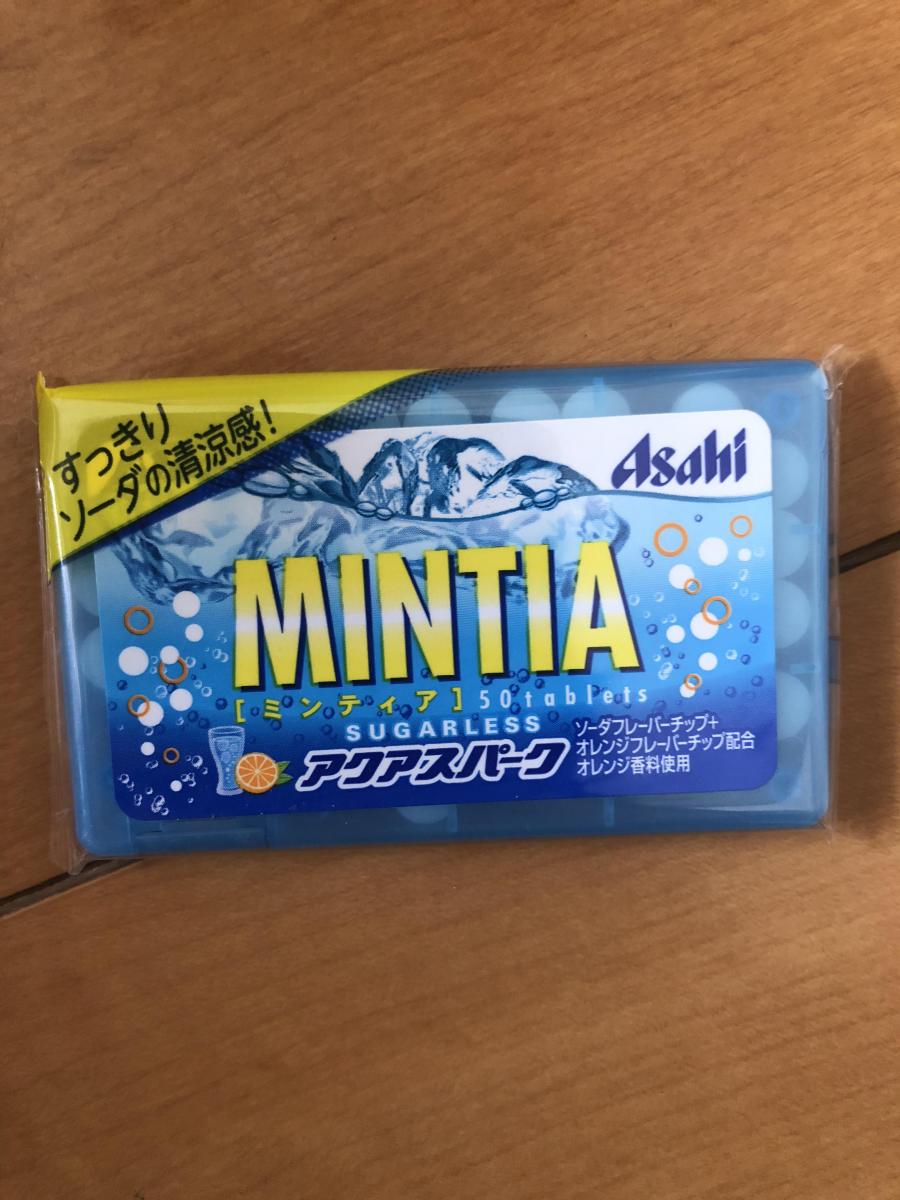 すっきり
ソーダの清涼感!
Asahi
MINTIA
[ミンティア] 50tablets
SUGARLESS
アクアスパーク
ソーダフレーバーチップ+
オレンジフレーバーチップ配合
オレンジ香料使用